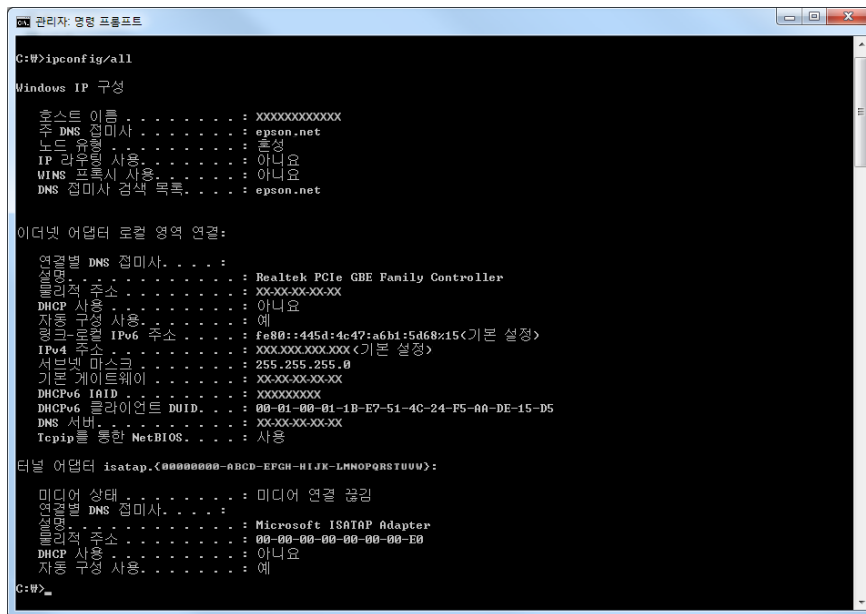 관리자: 명령 프롬프트
C:\>ipconfig/all
Windows IP 구성
호스트 이름 . . . . . . . . : XXXXXXXXXXXX
주 DNS 접미사 . . . . . . . : epson.net
노드 유형 . . . . . . . . . : 혼성
IP 라우팅 사용. . . . . . . : 아니요
WINS 프록시 사용. . . . . . : 아니요
DNS 접미사 검색 목록. . . . : epson.net
이더넷 어댑터 로컬 영역 연결:
연결별 DNS 접미사. . . . :
설명. . . . . . . . . . . . : Realtek PCIe GBE Family Controller
물리적 주소 . . . . . . . . : XX-XX-XX-XX-XX
DHCP 사용 . . . . . . . . . : 아니요
자동 구성 사용. . . . . . . : 예
링크-로컬 IPv6 주소 . . . . : fe80::445d:4c47:a6b1:5d68%15(기본 설정)
IPv4 주소 . . . . . . . . . : XXX.XXX.XXX.XXX(기본 설정)
서브넷 마스크 . . . . . . . : 255.255.255.0
기본 게이트웨이 . . . . . . : XX-XX-XX-XX-XX
DHCPv6 IAID . . . . . . . . : XXXXXXXXX
DHCPv6 클라이언트 DUID. . . : 00-01-00-01-1B-E7-51-4C-24-F5-AA-DE-15-D5
DNS 서버. . . . . . . . . . : XX-XX-XX-XX-XX
Tcpip를 통한 NetBIOS. . . . : 사용
터널 어댑터 isatap.{00000000-ABCD-EFGH-HIJK-LMNOPQRSTUVW}:
미디어 상태 . . . . . . . . : 미디어 연결 끊김
연결별 DNS 접미사. . . . :
설명. . . . . . . . . . . . : Microsoft ISATAP Adapter
물리적 주소 . . . . . . . . : 00-00-00-00-00-00-00-E0
DHCP 사용 . . . . . . . . . : 아니요
자동 구성 사용. . . . . . . : 예
C:\>_